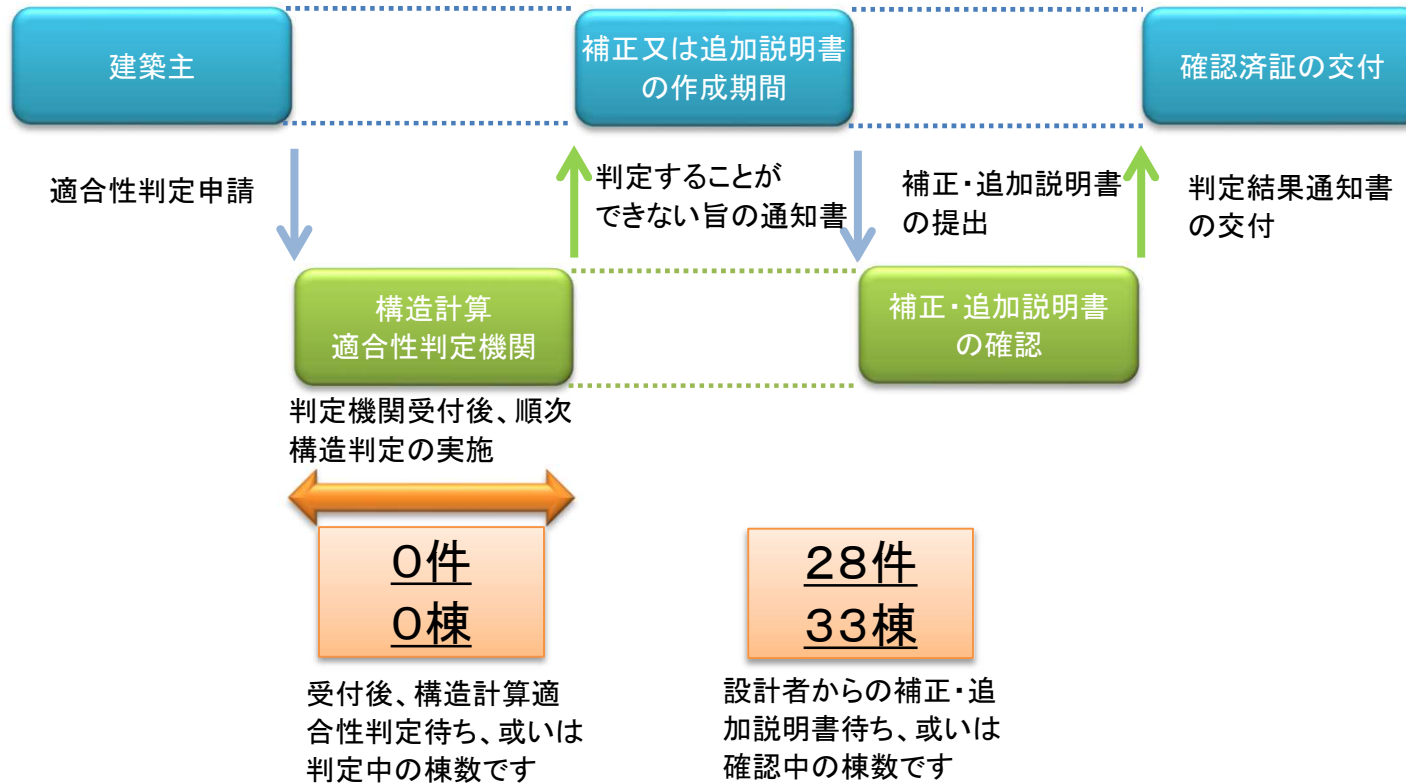 建築主
補正又は追加説明書
の作成期間
確認済証の交付
適合性判定申請
判定することが
できない旨の通知書
補正・追加説明書
の提出
判定結果通知書
の交付
構造計算
適合性判定機関
補正・追加説明書
の確認
判定機関受付後、順次
構造判定の実施
０件
０棟
２８件
３３棟
受付後、構造計算適
合性判定待ち、或いは
判定中の棟数です
設計者からの補正・追
加説明書待ち、或いは
確認中の棟数です